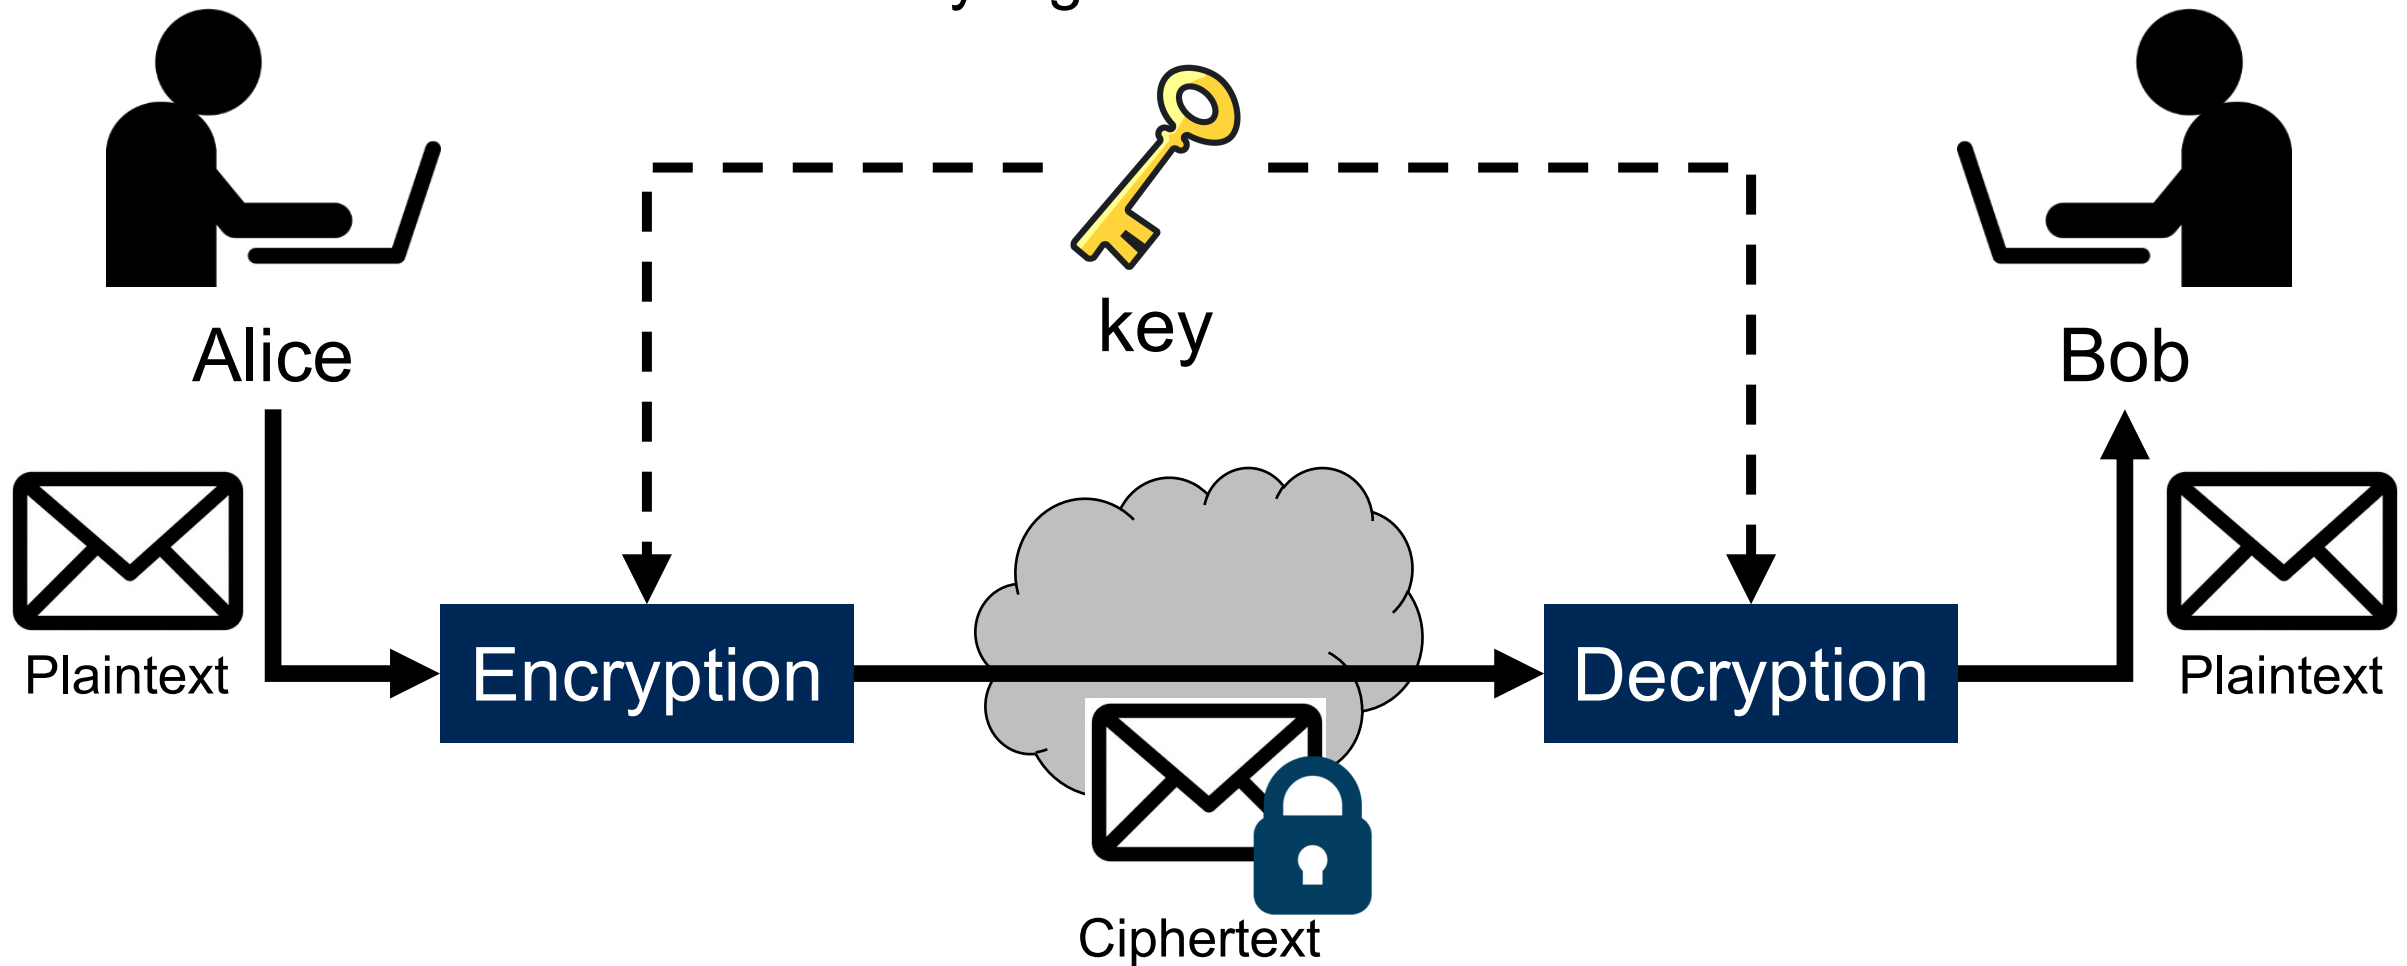 key
Alice
Bob
Plaintext
Encryption
Decryption
Plaintext
Ciphertext